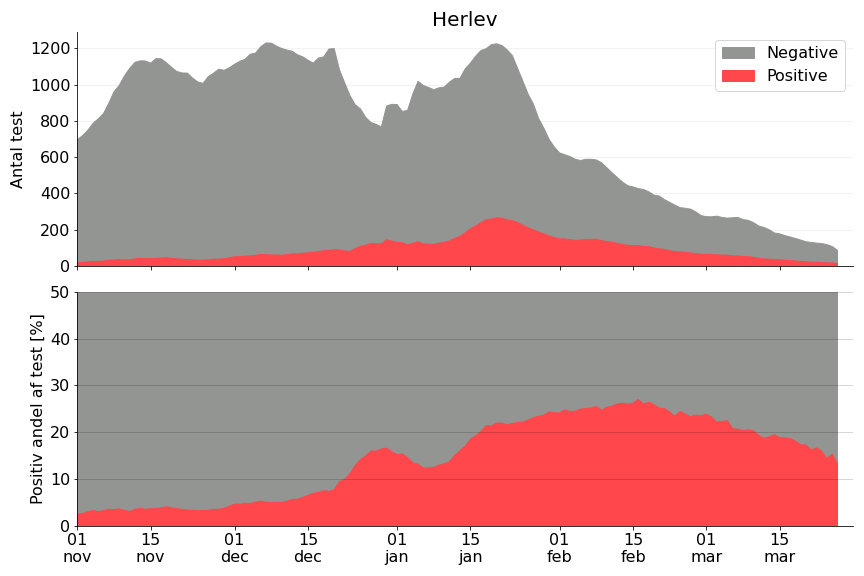 Herlev
Antal test
1200
1000
800
600
400
200
0
Negative
Positive
Positiv andel af test [%]
50
40
30
20
10
0
01 15 01 15 01 15 01 15 01 15
nov nov dec dec jan jan feb feb mar mar